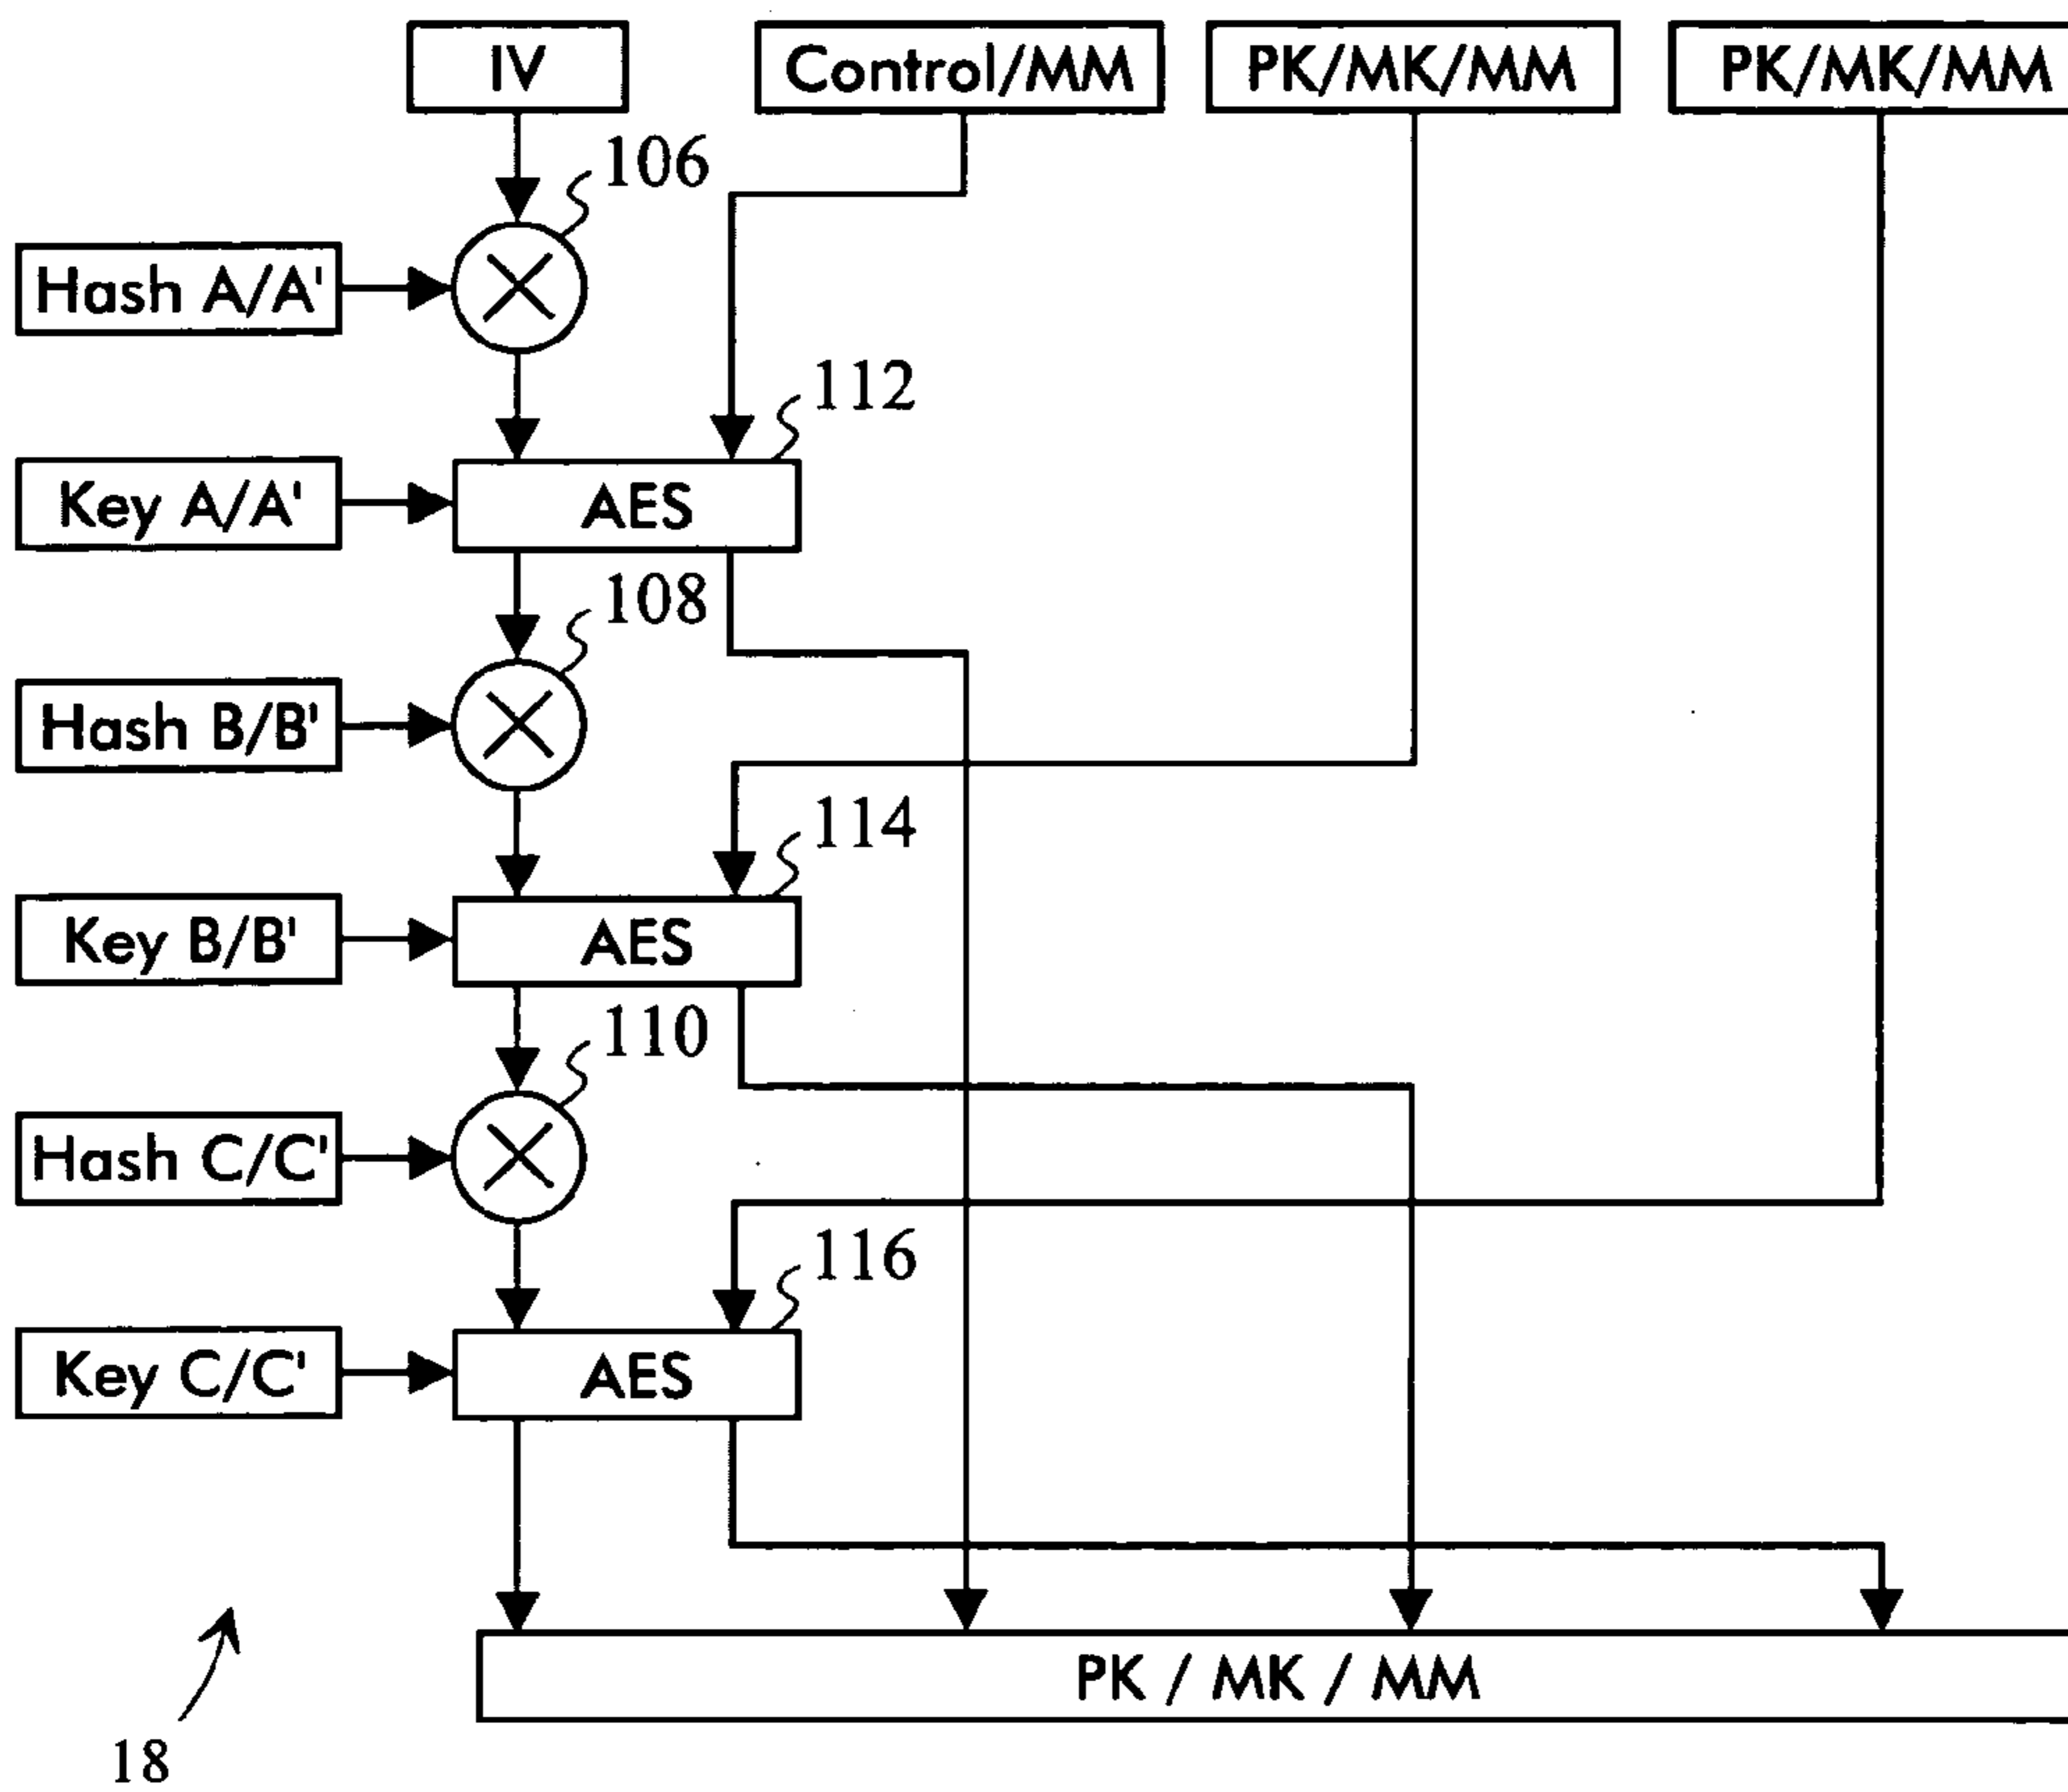 IV
Control/MM
PK/MK/MM
PK/MK/MM
106
Hash A/A'
112
Key A/A'
AES
108
Hash B/B'
114
Key B/B'
AES
110
Hash C/C'
116
Key C/C'
AES
PK / MK / MM
18